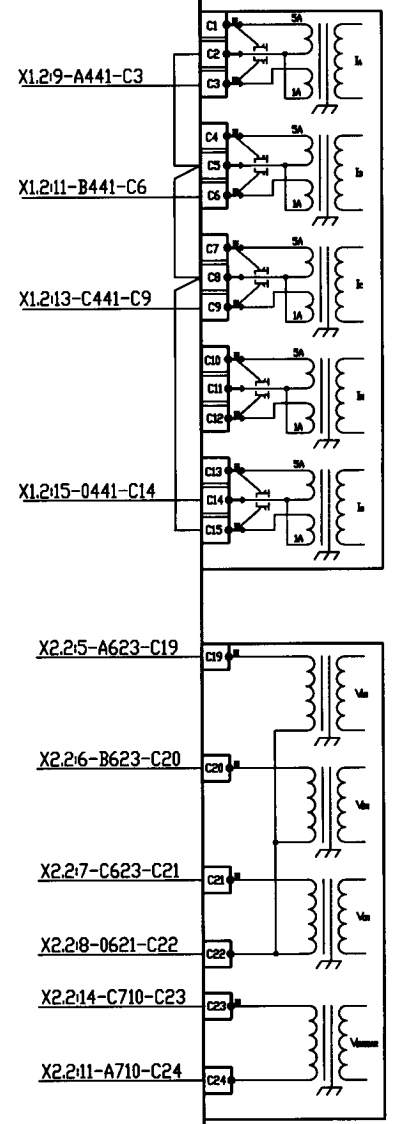 C1
5A
C2
IA
X1.2:9-A441-C3
C3
1A
C4
5A
C5
IB
X1.2:11-B441-C6
C6
1A
C7
5A
C8
IC
X1.2:13-C441-C9
C9
1A
C10
5A
C11
C12
1A
C13
5A
X1.2:15-0441-C14
C14
C15
1A
X2.2:5-A623-C19
C19
X2.2:6-B623-C20
C20
X2.2:7-C623-C21
C21
X2.2:8-0621-C22
C22
X2.2:14-C710-C23
C23
X2.2:11-A710-C24
C24